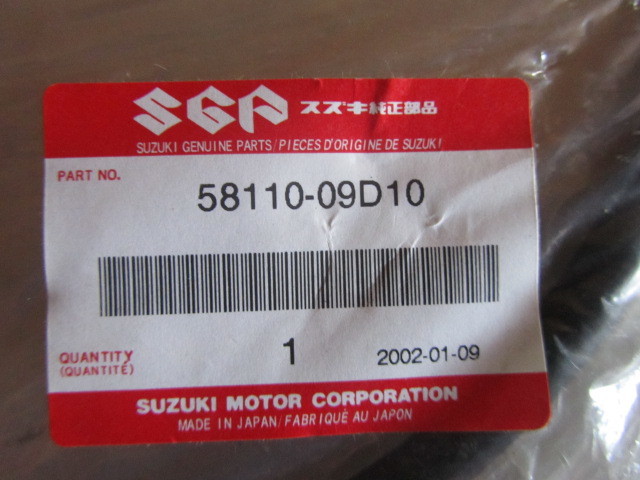 SGP スズキ純正部品
SUZUKI GENUINE PARTS/PIECES D'ORIGINE DE SUZUKI
PART NO.
58110-09D10
QUANTITY
(QUANTITÉ)
1
2002-01-09
SUZUKI MOTOR CORPORATION
MADE IN JAPAN/FABRIQUÈ AU JAPON